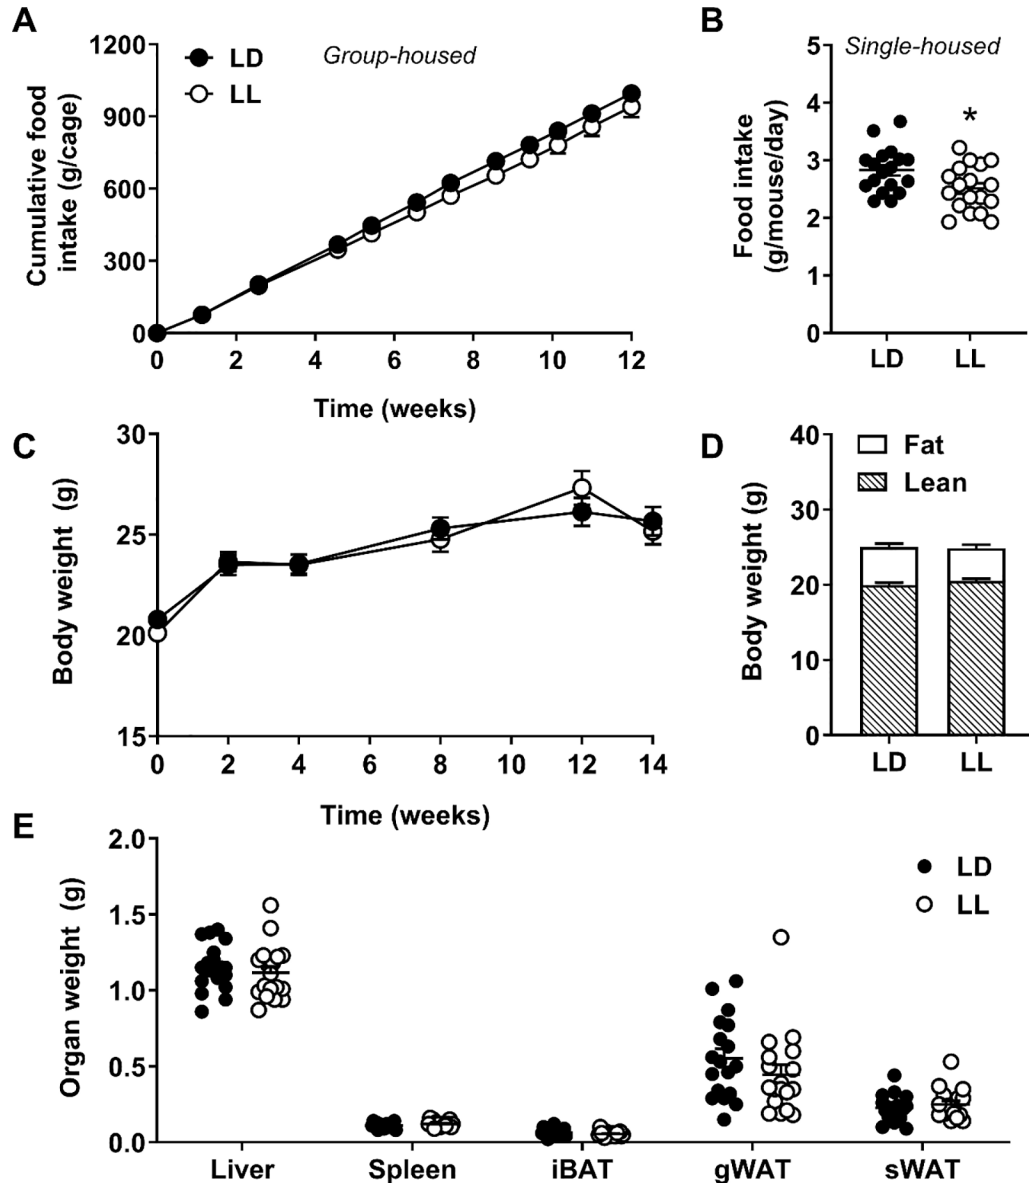 A
Cumulative food
intake (g/cage)
1200
900
600
300
0
LD
LL
Group-housed
0 2 4 6 8 10 12
Time (weeks)
B
Food intake
(g/mouse/day)
5
4
3
2
1
0
Single-housed
*
LD LL
C
Body weight (g)
30
25
20
15
0 2 4 6 8 10 12 14
Time (weeks)
D
Body weight (g)
40
30
20
10
0
Fat
Lean
LD LL
E
Organ weight (g)
2.0
1.5
1.0
0.5
0.0
LD
LL
Liver Spleen iBAT gWAT sWAT